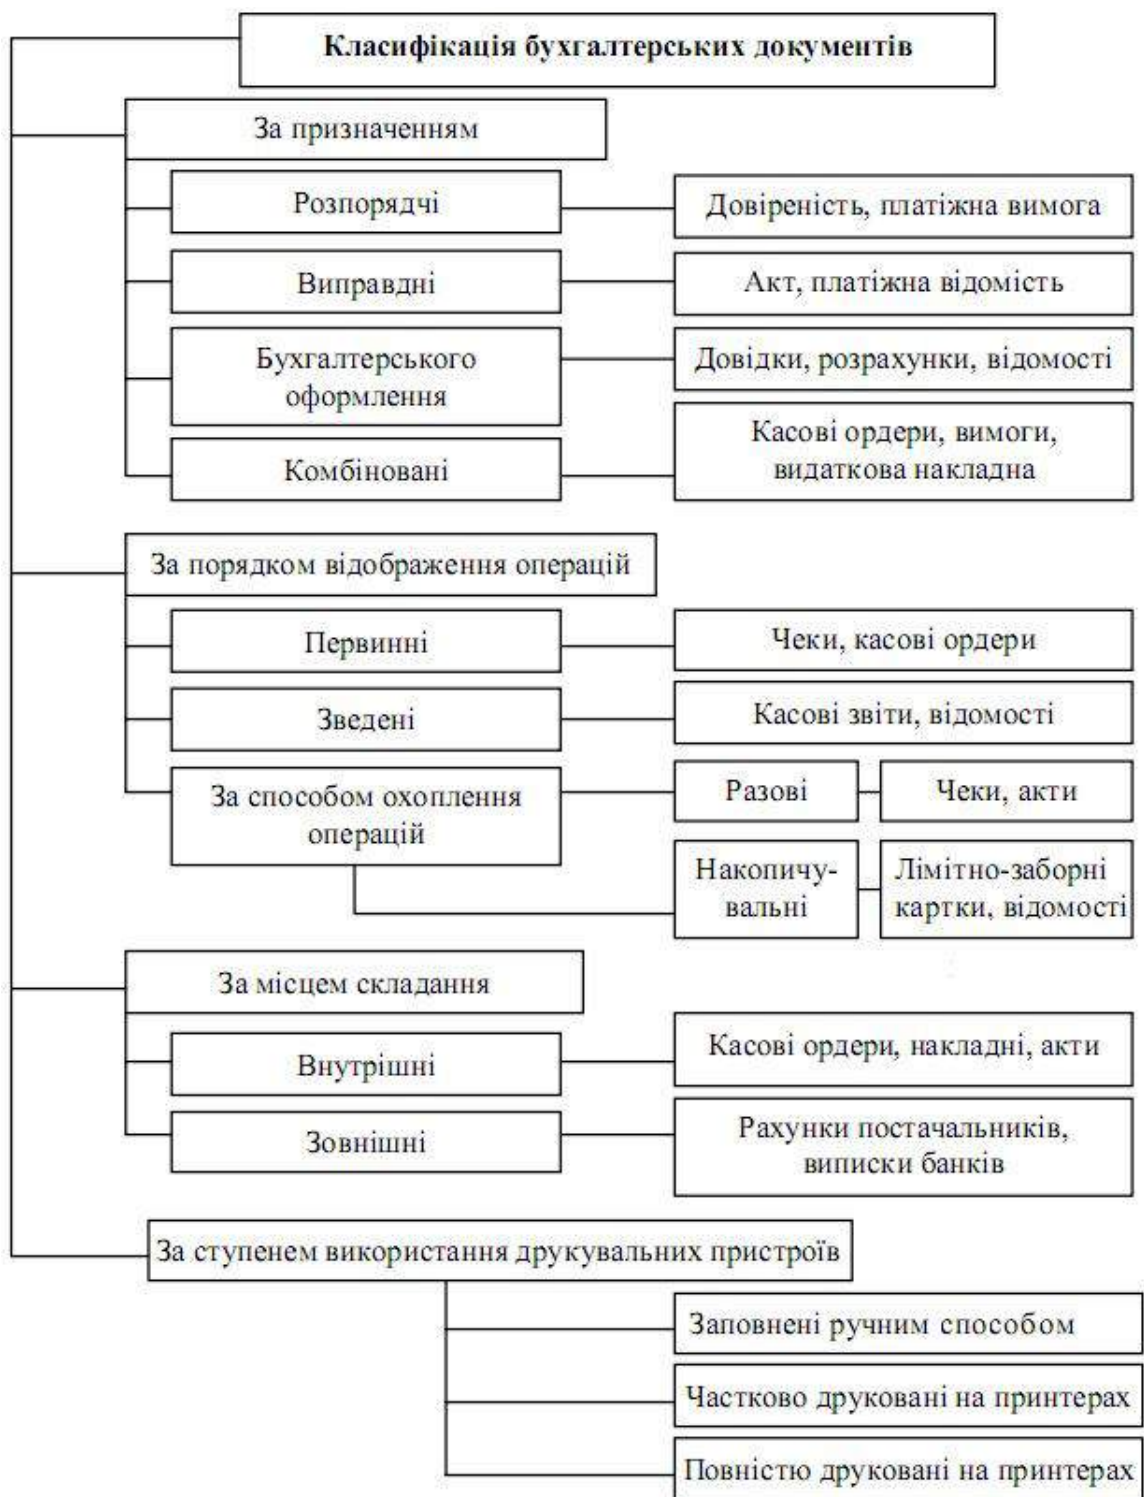 Класифікація бухгалтерських документів
За призначенням
Розпорядчі
Довіреність, платіжна вимога
Виправдні
Акт, платіжна відомість
Бухгалтерського
оформлення
Довідки, розрахунки, відомості
Комбіновані
Касові ордери, вимоги,
видаткова накладна
За порядком відображення операцій
Первинні
Чеки, касові ордери
Зведені
Касові звіти, відомості
За способом охоплення
операцій
Разові
Чеки, акти
Накопичу-
вальні
Лімітно-заборні
картки, відомості
За місцем складання
Внутрішні
Касові ордери, накладні, акти
Зовнішні
Рахунки постачальників,
виписки банків
За ступенем використання друкувальних пристроїв
Заповнені ручним способом
Частково друковані на принтерах
Повністю друковані на принтерах